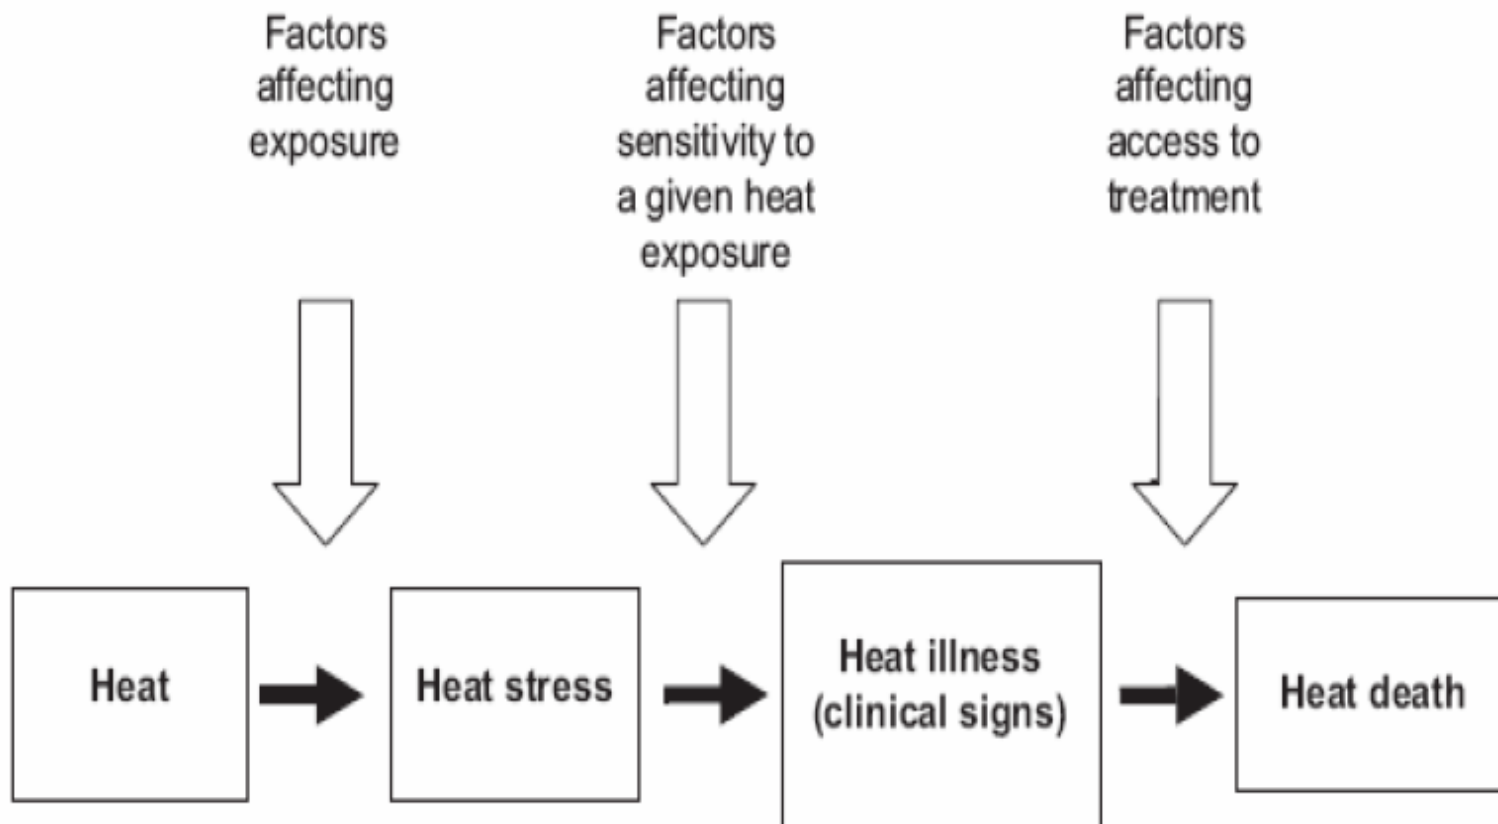 Factors
affecting
exposure
Factors
affecting
sensitivity to
a given heat
exposure
Factors
affecting
access to
treatment
Heat
Heat stress
Heat illness
(clinical signs)
Heat death